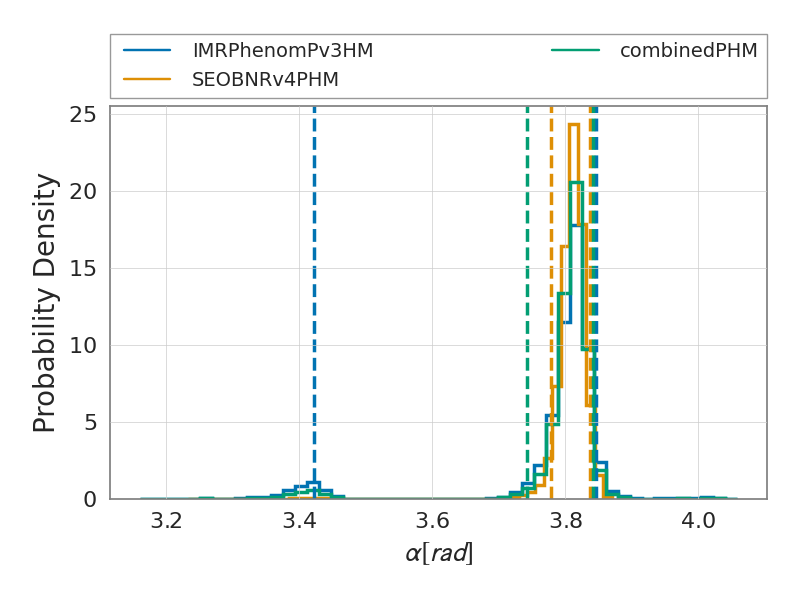 IMRPhenomPv3HM
SEOBNRv4PHM
combinedPHM
25
20
15
10
5
0
Probability Density
3.2 3.4 3.6 3.8 4.0
α[rad]